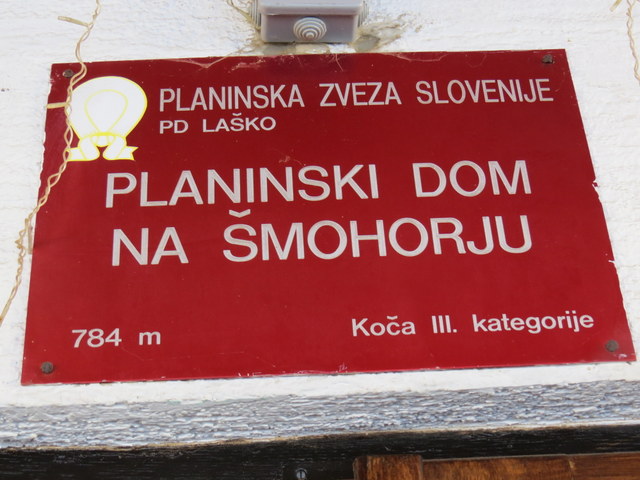 PLANINSKA ZVEZA SLOVENIJE
PD LAŠKO
PLANINSKI DOM
NA ŠMOHORJU
784 m
Koča III. kategorije